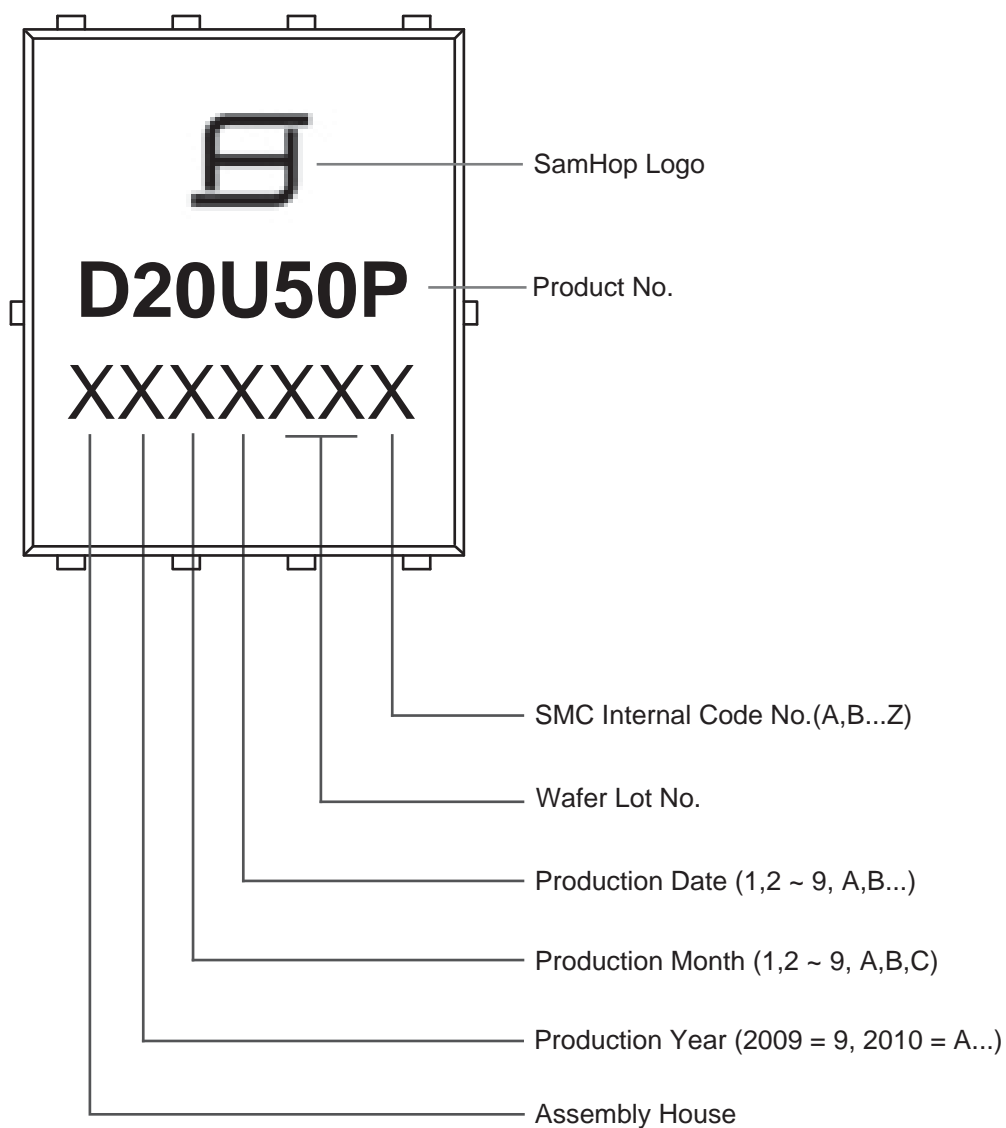 SamHop Logo
D20U50P
Product No.
XXXXXXX
SMC Internal Code No.(A,B...Z)
Wafer Lot No.
Production Date (1,2 ~ 9, A,B...)
Production Month (1,2 ~ 9, A,B,C)
Production Year (2009 = 9, 2010 = A...)
Assembly House